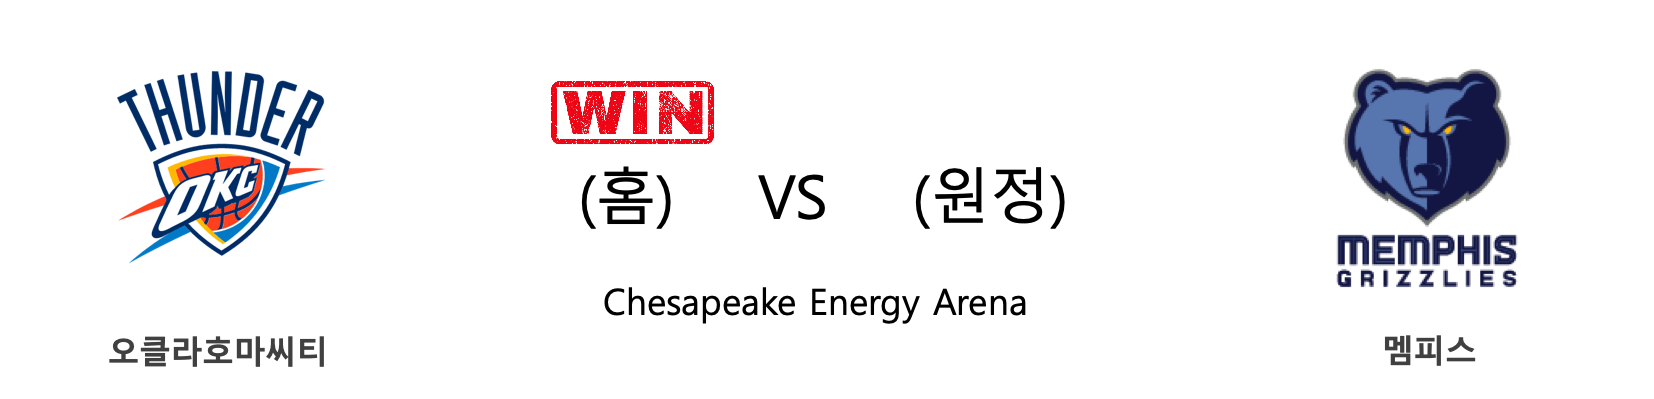 THUNDER
OKC
오클라호마씨티
WIN
(홈) VS (원정)
Chesapeake Energy Arena
MEMPHIS
GRIZZLIES
멤피스